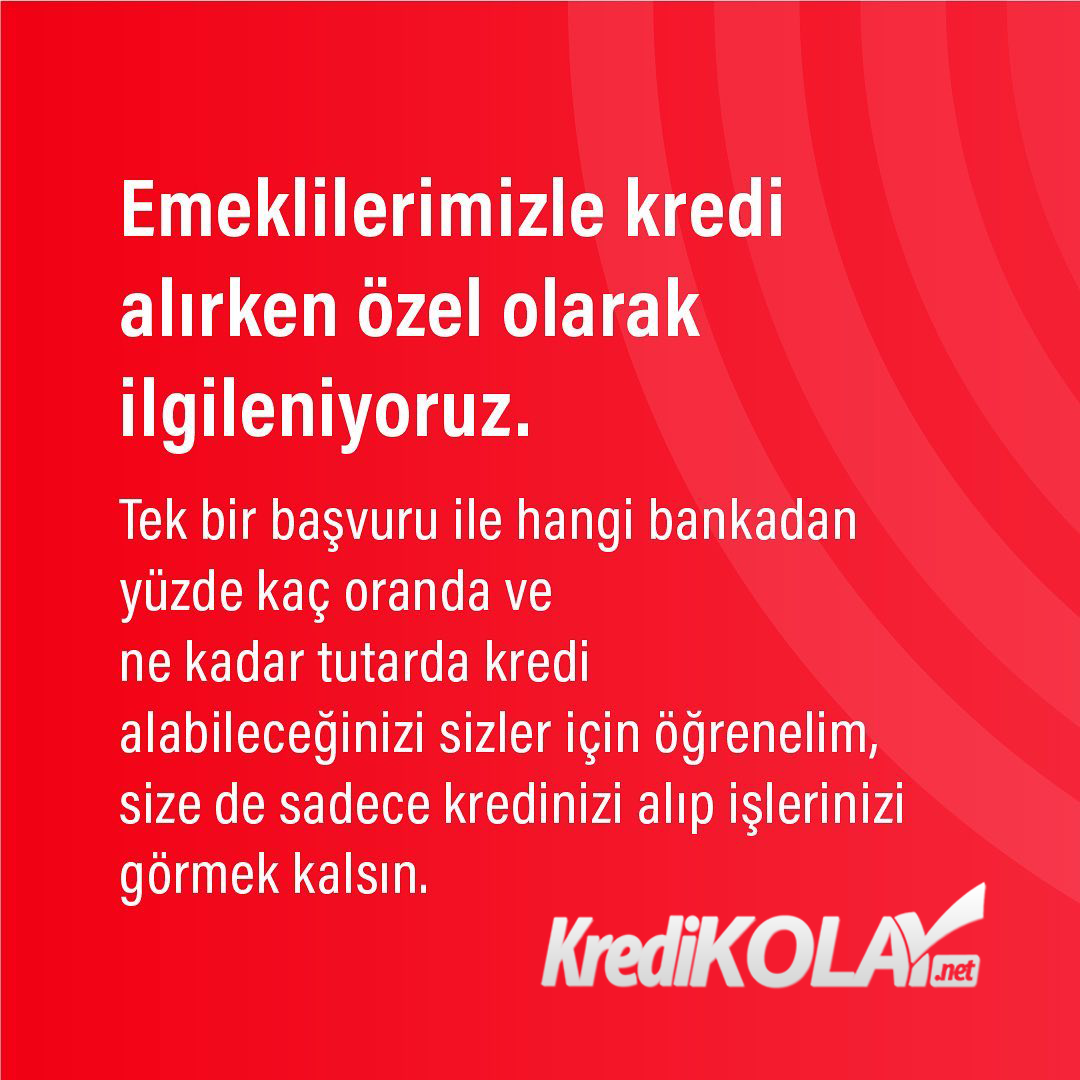 Emeklilerimizle kredi
alırken özel olarak
ilgileniyoruz.
Tek bir başvuru ile hangi bankadan
yüzde kaç oranda ve
ne kadar tutarda kredi
alabileceğinizi sizler için öğrenelim,
size de sadece kredinizi alıp işlerinizi
görmek kalsın.
KrediKOLAY.net